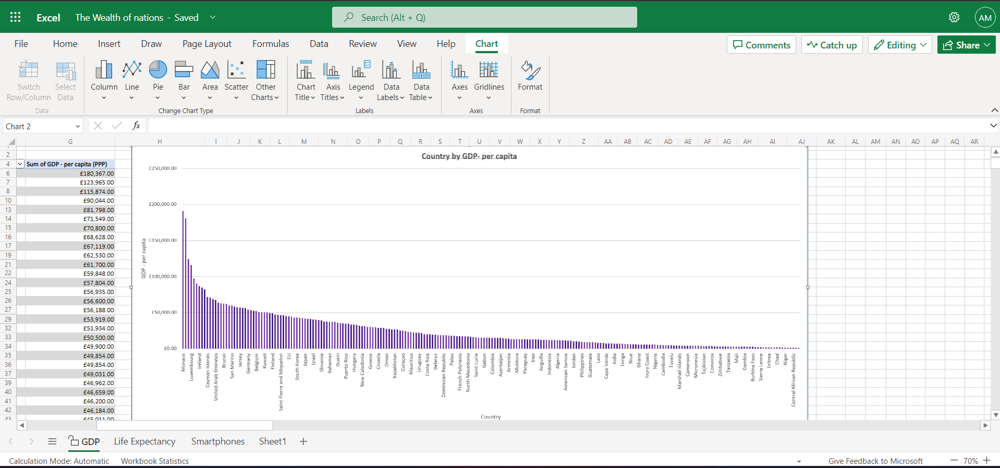 Excel The Wealth of nations - Saved Search (Alt + Q) AM
File Home Insert Draw Page Layout Formulas Data Review View Help Chart Comments Catch up Editing Share
Switch Row/Column
Select Data
Column Line Pie Bar Area Scatter Other Charts
Chart Title Axis Titles Legend Data Labels Data Table
Axes Gridlines Format
Data Change Chart Type Labels Axes Format
Chart 2 fx
G H I J K L M N O P Q R S T U V W X Y Z AA AB AC AD AE AF AG AH AI AJ AK AL AM AN AO AP AQ AR
2
4 Sum of GDP - per capita (PPP)
6 £180,367.00
7 £123,965.00
8 £115,874.00
10 £90,044.00
13 £81,798.00
14 £71,549.00
15 £70,800.00
16 £68,628.00
17 £67,119.00
19 £62,530.00
21 £61,700.00
22 £59,848.00
24 £57,804.00
25 £56,935.00
26 £56,600.00
27 £56,188.00
29 £53,919.00
32 £51,934.00
33 £50,500.00
34 £49,900.00
35 £49,854.00
36 £49,854.00
37 £49,031.00
39 £46,962.00
40 £46,659.00
41 £46,200.00
42 £46,184.00
43 £45,011.00
Country by GDP- per capita
GDP - per capita
£250,000.00
£200,000.00
£150,000.00
£100,000.00
£50,000.00
£0.00
Monaco
Luxembourg
Ireland
Cayman Islands
United Arab Emirates
Brunei
San Marino
Jersey
Germany
Belgium
Kuwait
Finland
Saint Pierre and Miquelon
EU
South Korea
Japan
Israel
Slovenia
Bahamas
Guam
Puerto Rico
Hungary
New Caledonia
Greece
Croatia
Oman
Kazakhstan
Curaçao
Mauritius
Uruguay
Costa Rica
Belarus
Dominican Republic
Palau
French Polynesia
North Macedonia
Saint Lucia
Gabon
Colombia
Azerbaijan
Armenia
Moldova
Paraguay
Iran
Anguilla
Indonesia
Algeria
American Samoa
Jordan
Philippines
Guatemala
Laos
Cape Verde
India
Tonga
Niue
Ghana
Ivory Coast
Nigeria
Cambodia
Tuvalu
Marshall Islands
Cameroon
Micronesia
Tajikistan
Comoros
Zimbabwe
Tanzania
Mali
Gambia
Burkina Faso
Sierra Leone
Eritrea
Chad
Niger
Central African Republic
Country
GDP Life Expectancy Smartphones Sheet1
Calculation Mode: Automatic Workbook Statistics Give Feedback to Microsoft 70%